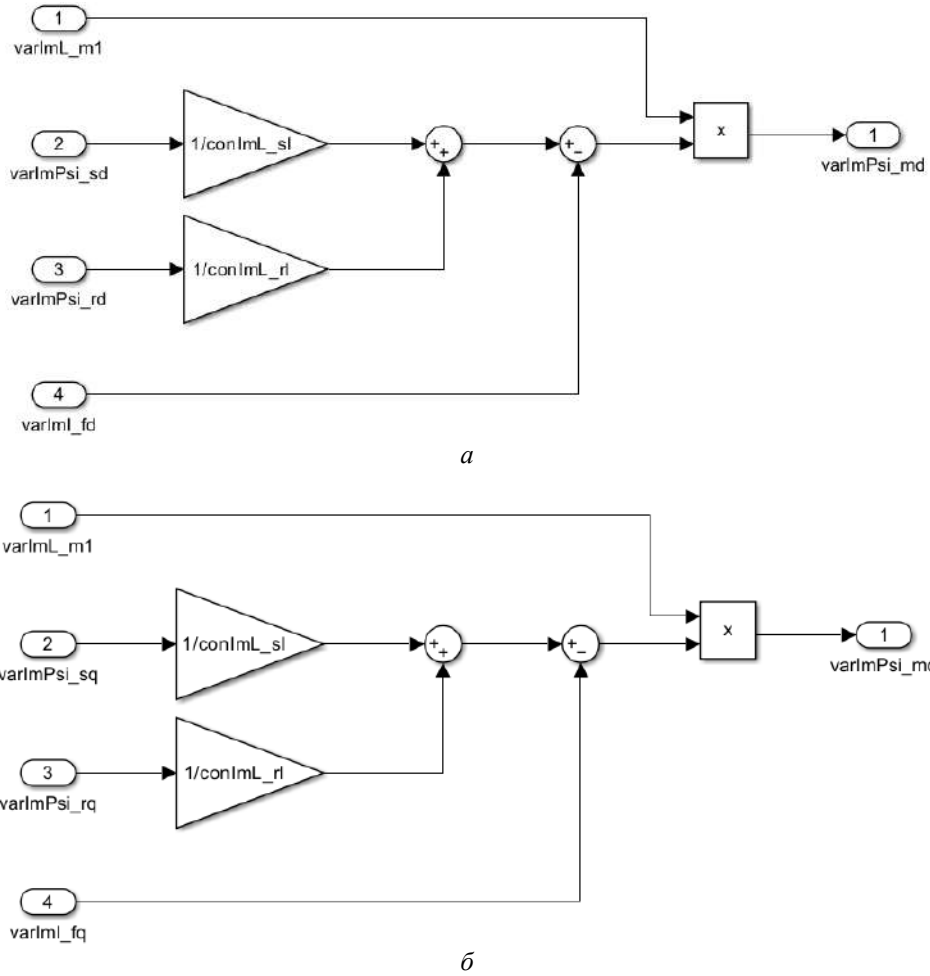 1
varImL_m1
2
varImPsi_sd
1/conImL_sl
+
+
+
−
x
1
varImPsi_md
3
varImPsi_rd
1/conImL_rl
4
varImI_fd
а
1
varImL_m1
2
varImPsi_sq
1/conImL_sl
+
+
+
−
x
1
3
varImPsi_rq
1/conImL_rl
4
varImI_fq
б